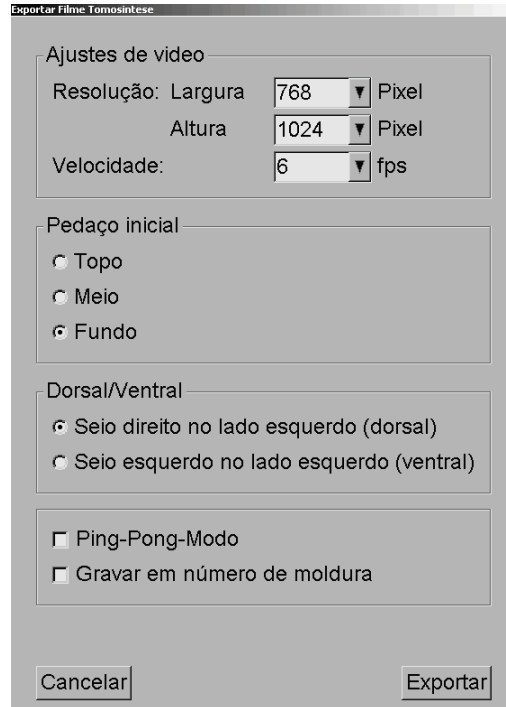 Exportar Filme Tomosintese
Ajustes de video
Resolução: Largura 768 Pixel
Altura 1024 Pixel
Velocidade: 6 fps
Pedaço inicial
Topo
Meio
Fundo
Dorsal/Ventral
Seio direito no lado esquerdo (dorsal)
Seio esquerdo no lado esquerdo (ventral)
Ping-Pong-Modo
Gravar em número de moldura
Cancelar Exportar